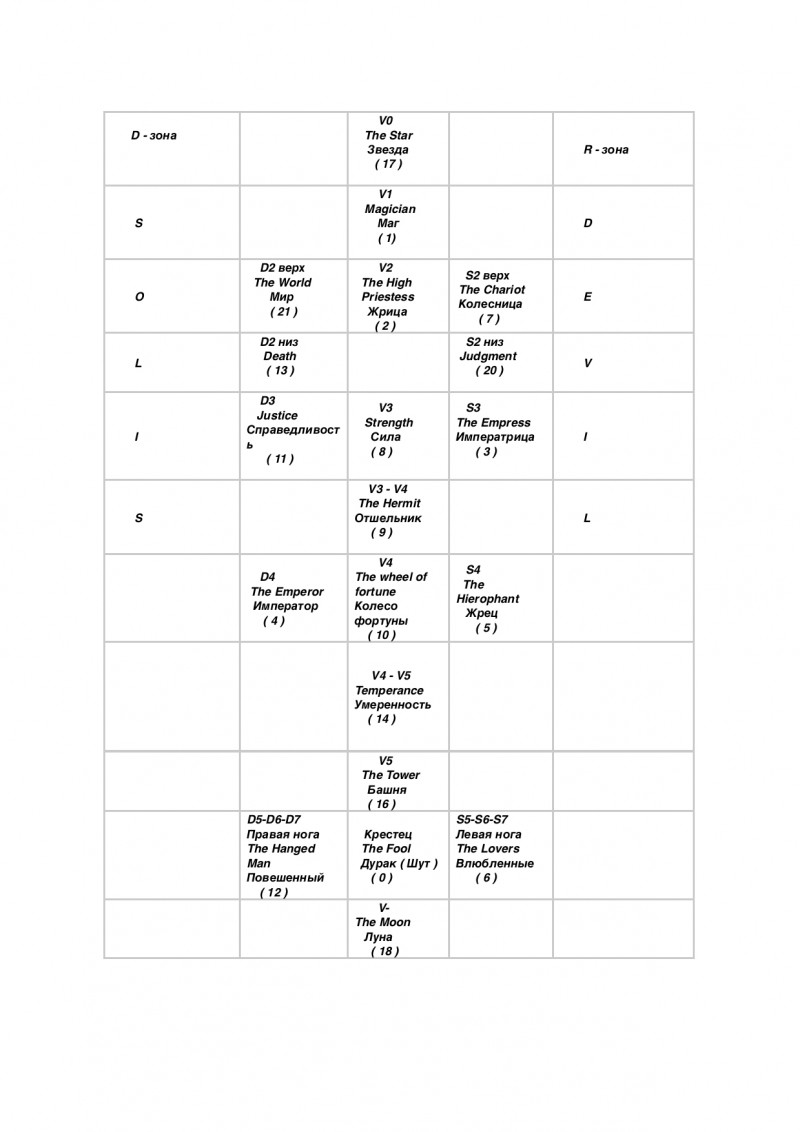 D - зона
V0
The Star
Звезда
( 17 )
R - зона
S
V1
Magician
Маг
( 1)
D
O
D2 верх
The World
Мир
( 21 )
V2
The High
Priestess
Жрица
( 2 )
S2 верх
The Chariot
Колесница
( 7 )
E
L
D2 низ
Death
( 13 )
S2 низ
Judgment
( 20 )
V
I
D3
Justice
Справедливост
ь
( 11 )
V3
Strength
Сила
( 8 )
S3
The Empress
Императрица
( 3 )
I
S
V3 - V4
The Hermit
Отшельник
( 9 )
L
D4
The Emperor
Император
( 4 )
V4
The wheel of
fortune
Колесо
фортуны
( 10 )
S4
The
Hierophant
Жрец
( 5 )
V4 - V5
Temperance
Умеренность
( 14 )
V5
The Tower
Башня
( 16 )
D5-D6-D7
Правая нога
The Hanged
Man
Повешенный
( 12 )
Крестец
The Fool
Дурак ( Шут )
( 0 )
S5-S6-S7
Левая нога
The Lovers
Влюбленные
( 6 )
V-
The Moon
Луна
( 18 )